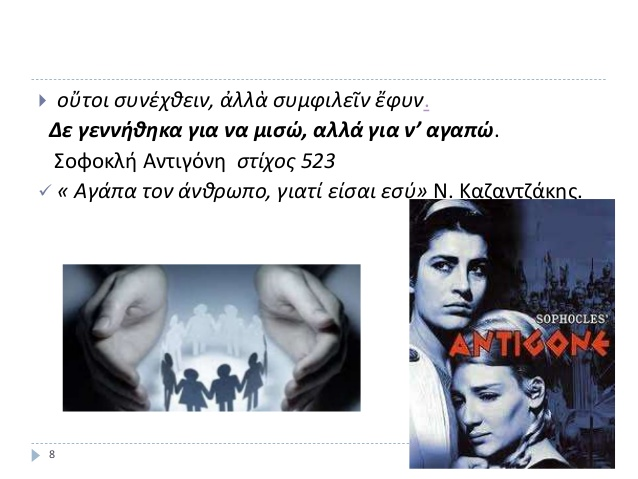 οὔτοι συνέχθειν, ἀλλὰ συμφιλεῖν ἔφυν.
Δε γεννήθηκα για να μισώ, αλλά για ν’ αγαπώ.
Σοφοκλή Αντιγόνη στίχος 523
« Αγάπα τον άνθρωπο, γιατί είσαι εσύ» Ν. Καζαντζάκης.
SOPHOCLES'
ANTIGONE
8